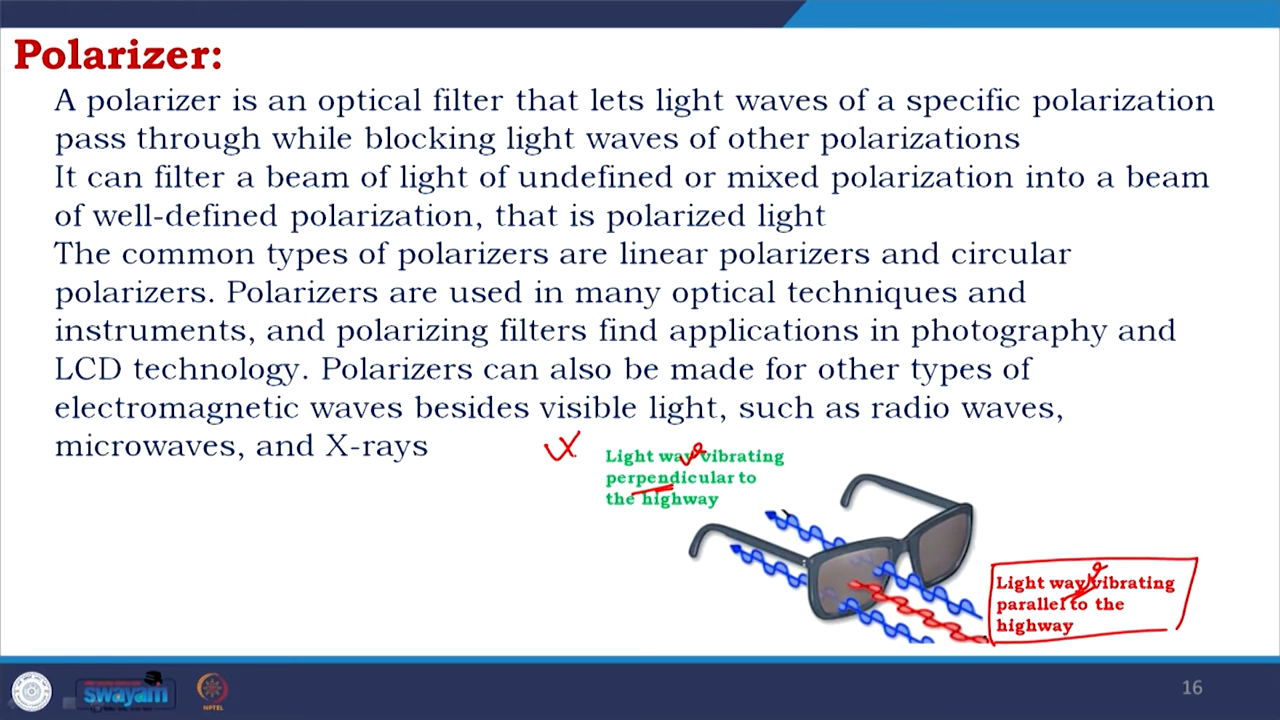 Polarizer:
A polarizer is an optical filter that lets light waves of a specific polarization
pass through while blocking light waves of other polarizations
It can filter a beam of light of undefined or mixed polarization into a beam
of well-defined polarization, that is polarized light
The common types of polarizers are linear polarizers and circular
polarizers. Polarizers are used in many optical techniques and
instruments, and polarizing filters find applications in photography and
LCD technology. Polarizers can also be made for other types of
electromagnetic waves besides visible light, such as radio waves,
microwaves, and X-rays
Light way vibrating
perpendicular to
the highway
Light way vibrating
parallel to the
highway
swayam
NPTEL
16